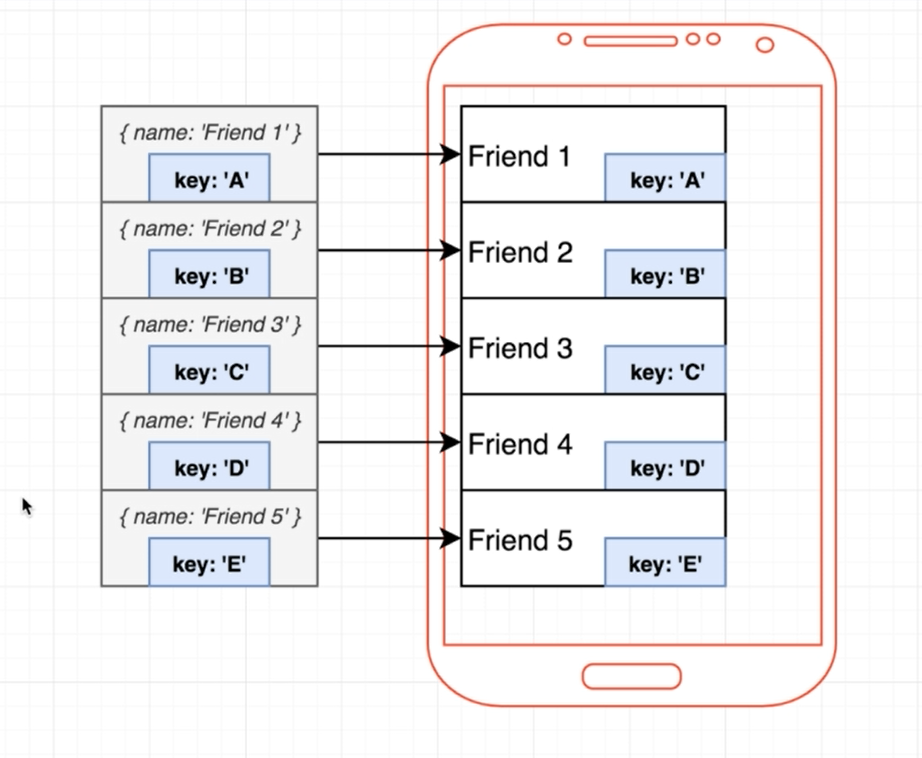 { name: 'Friend 1' }
key: 'A'
{ name: 'Friend 2' }
key: 'B'
{ name: 'Friend 3' }
key: 'C'
{ name: 'Friend 4' }
key: 'D'
{ name: 'Friend 5' }
key: 'E'
Friend 1
key: 'A'
Friend 2
key: 'B'
Friend 3
key: 'C'
Friend 4
key: 'D'
Friend 5
key: 'E'